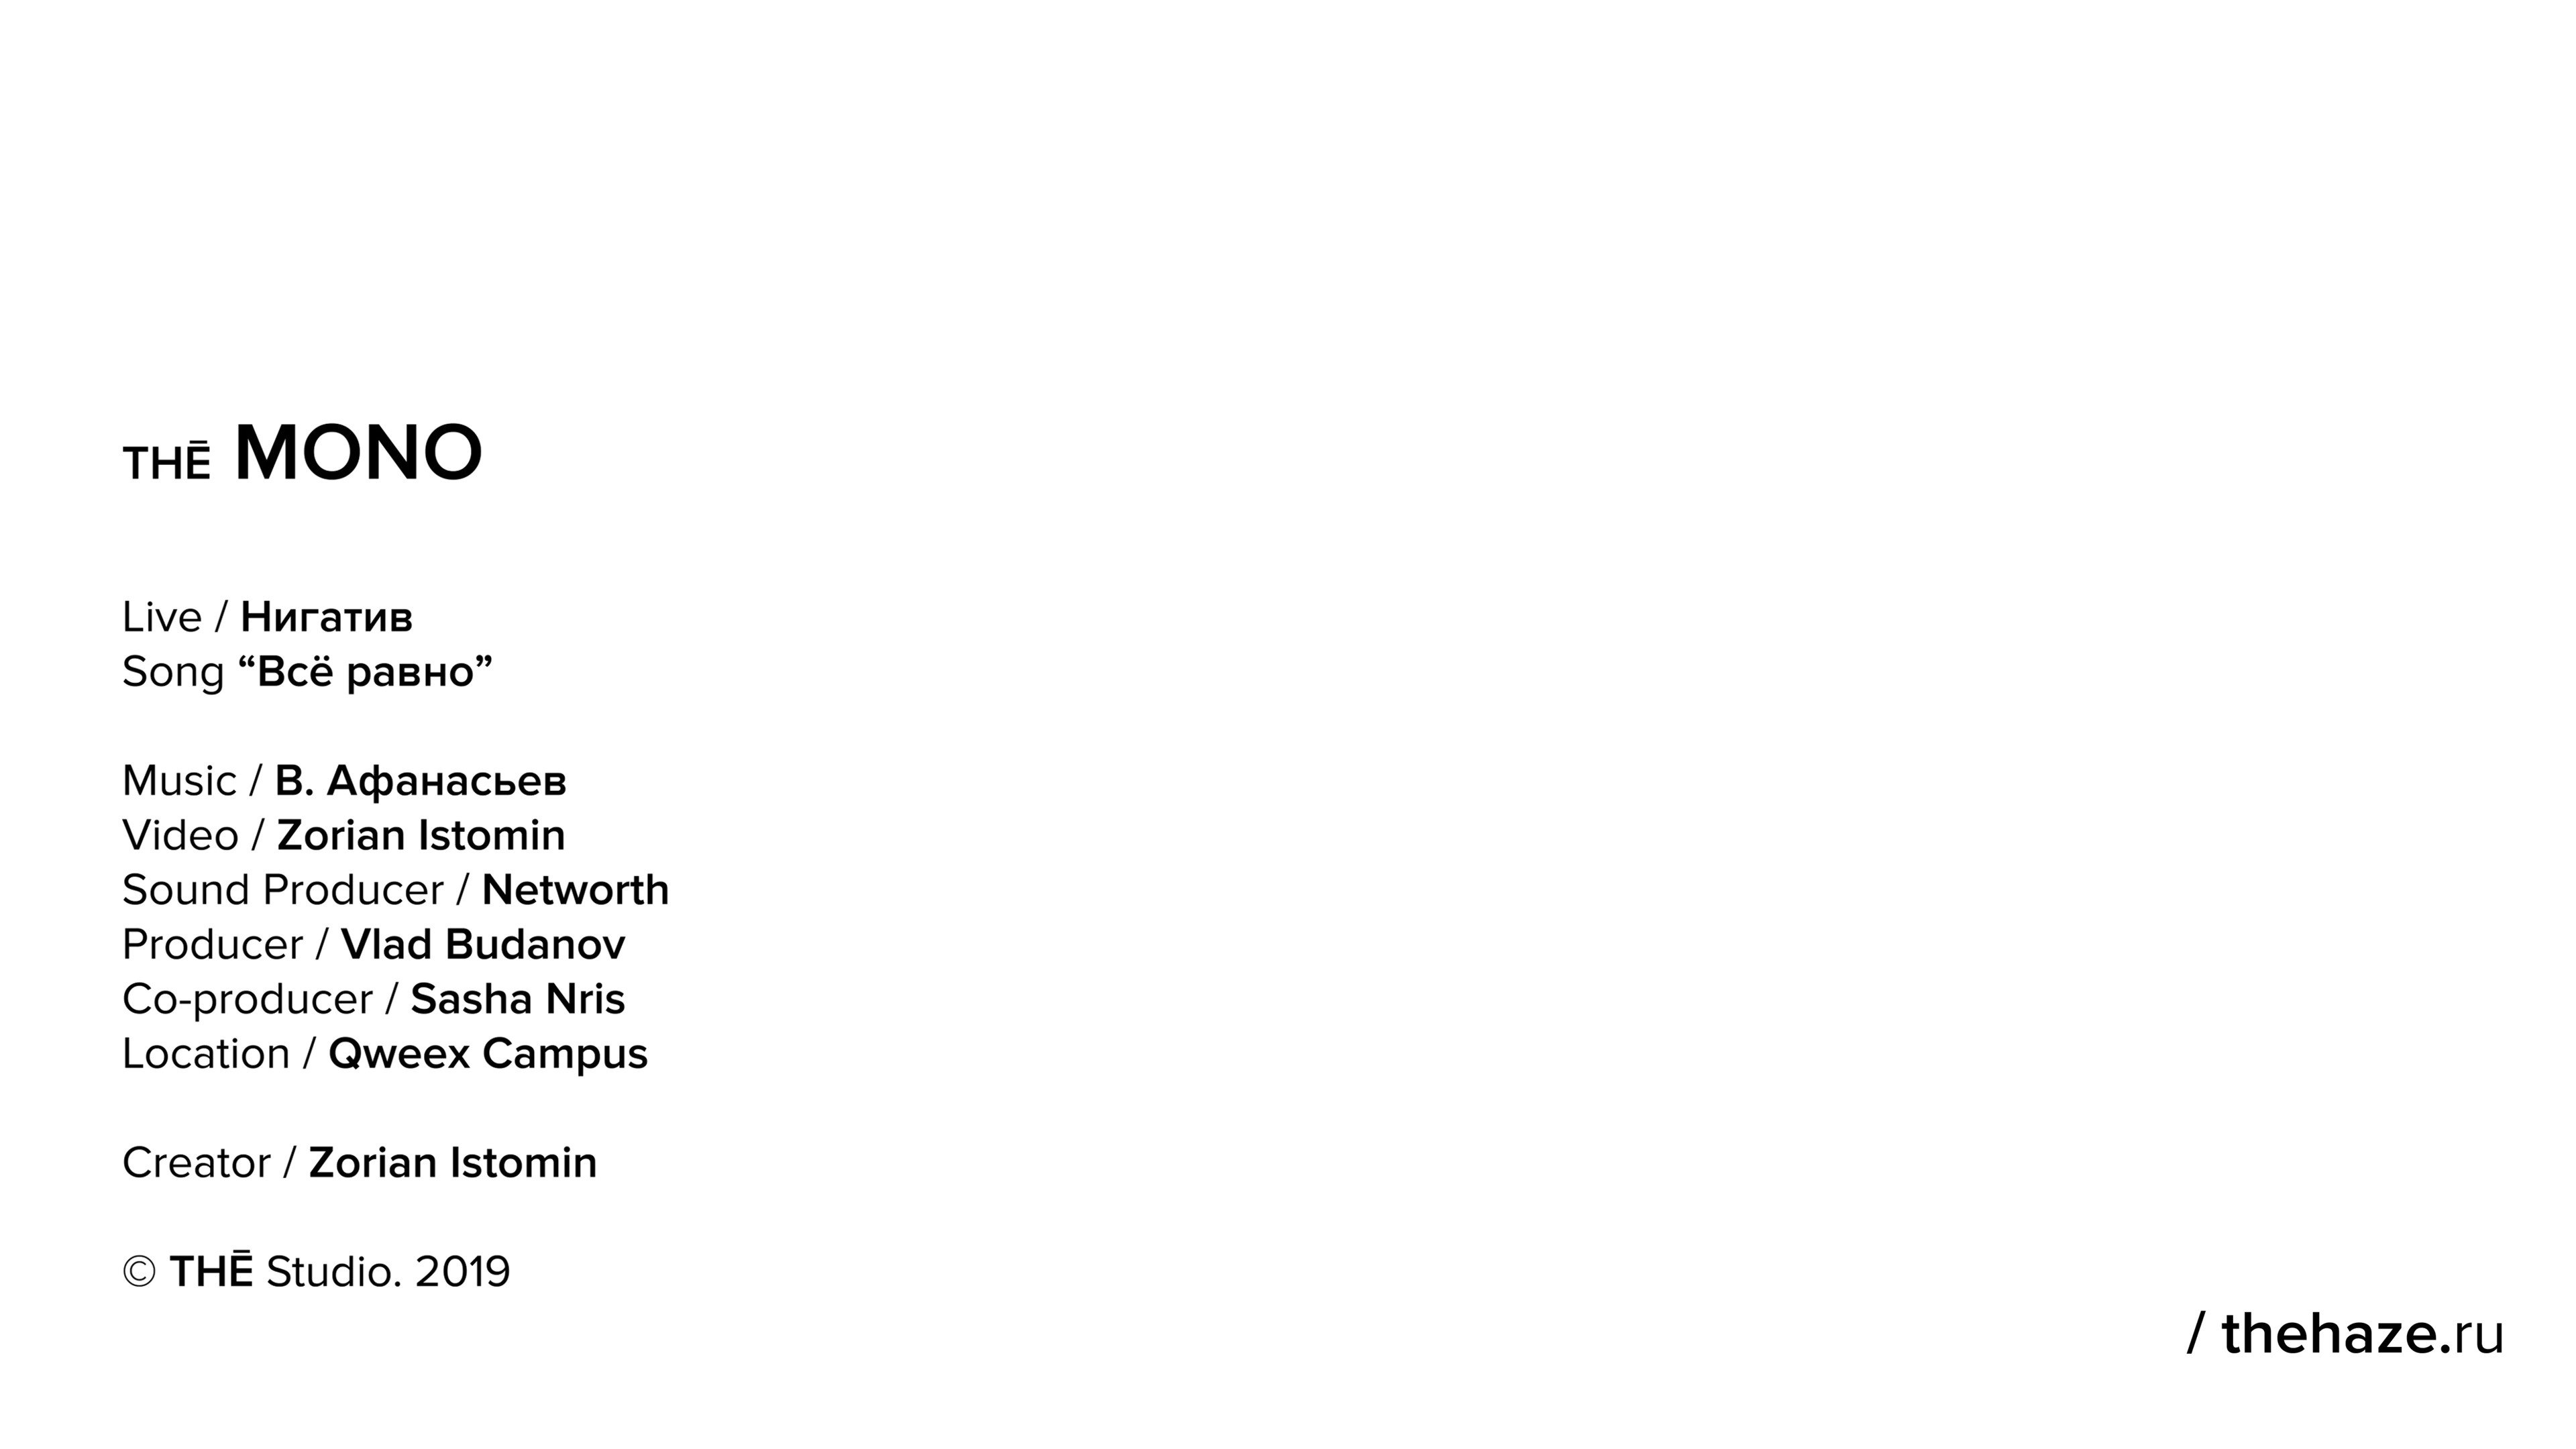 THĒ MONO
Live / Нигатив
Song “Всё равно”
Music / В. Афанасьев
Video / Zorian Istomin
Sound Producer / Networth
Producer / Vlad Budanov
Co-producer / Sasha Nris
Location / Qweex Campus
Creator / Zorian Istomin
© THĒ Studio. 2019
/ thehaze.ru